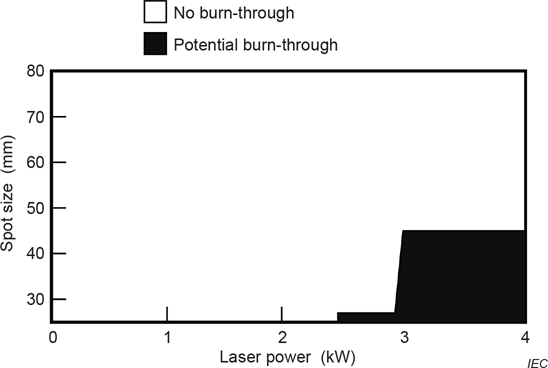 No burn-through
Potential burn-through
80
70
60
50
40
30
Spot size (mm)
0 1 2 3 4
Laser power (kW)
IEC